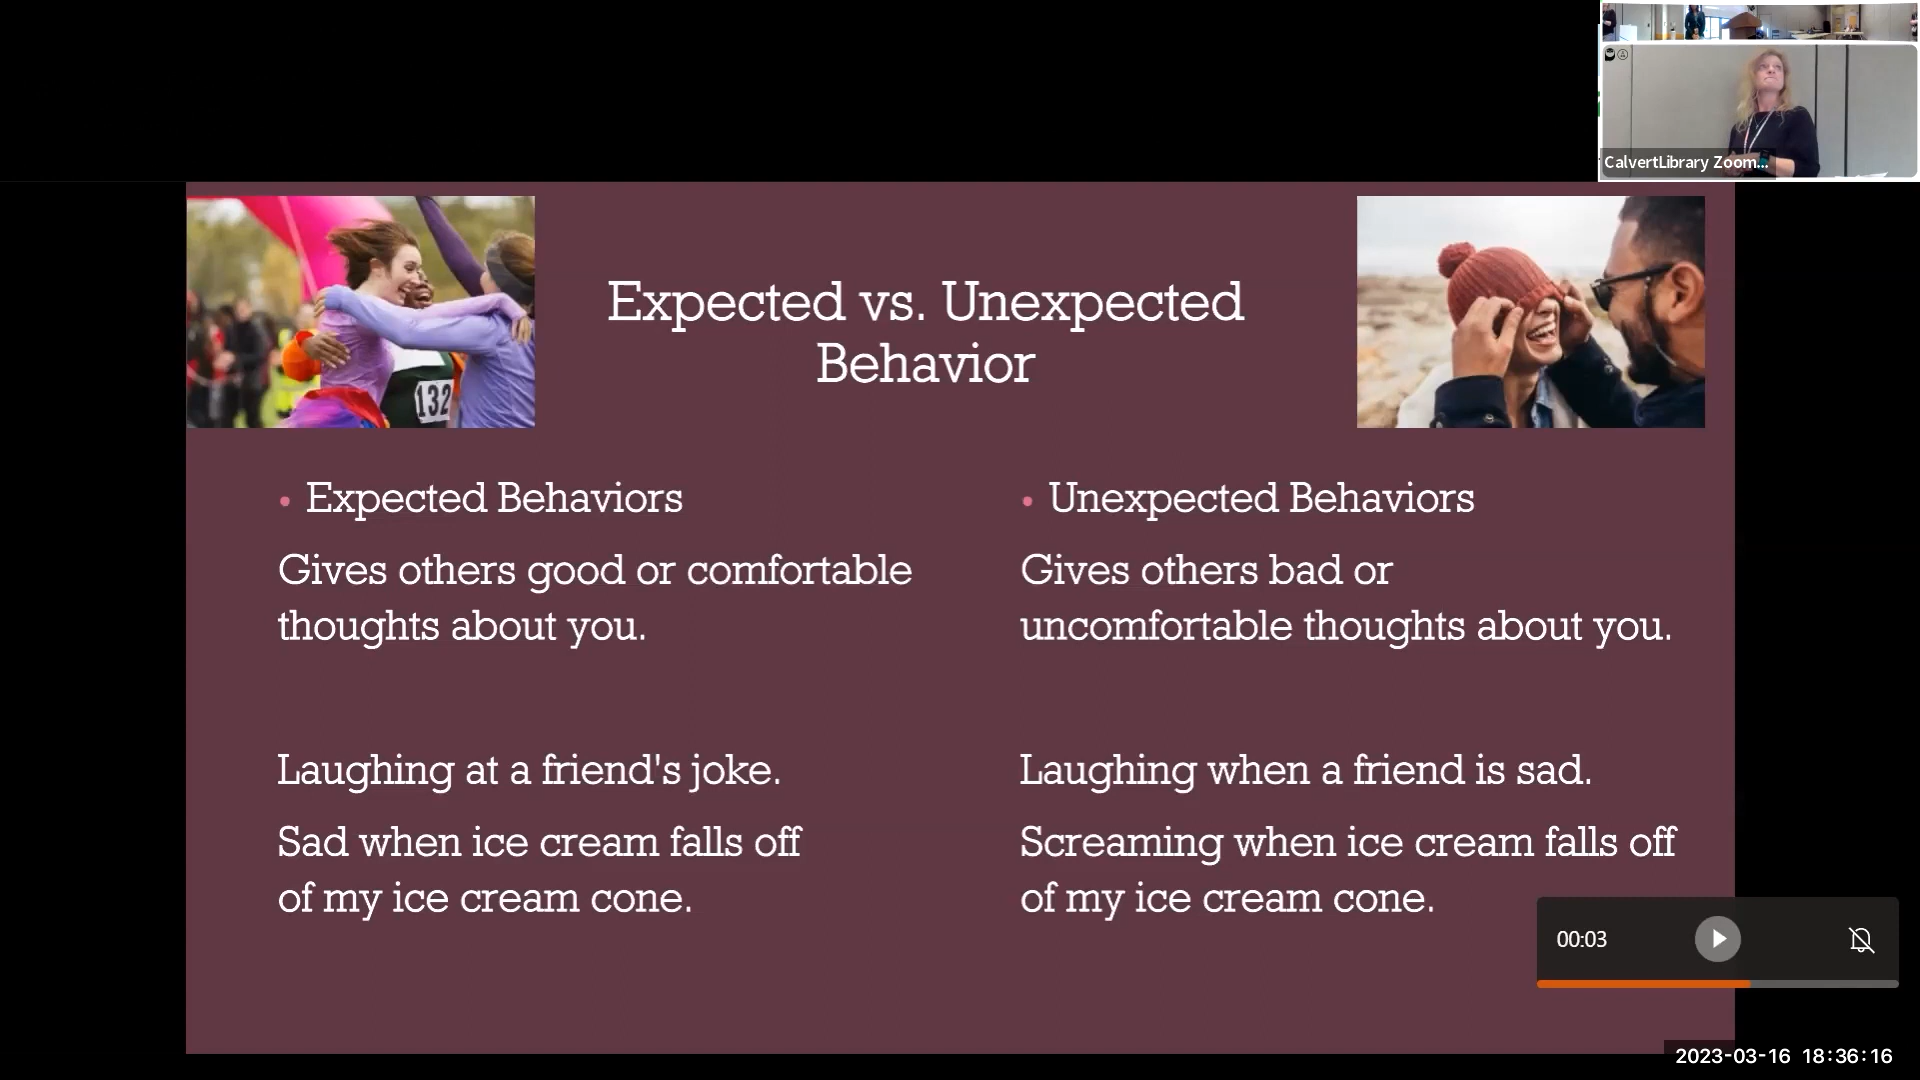 CalvertLibrary Zoom...
132
Expected vs. Unexpected
Behavior
• Expected Behaviors
Gives others good or comfortable
thoughts about you.
Laughing at a friend's joke.
Sad when ice cream falls off
of my ice cream cone.
• Unexpected Behaviors
Gives others bad or
uncomfortable thoughts about you.
Laughing when a friend is sad.
Screaming when ice cream falls off
of my ice cream cone.
00:03
2023-03-16 18:36:16